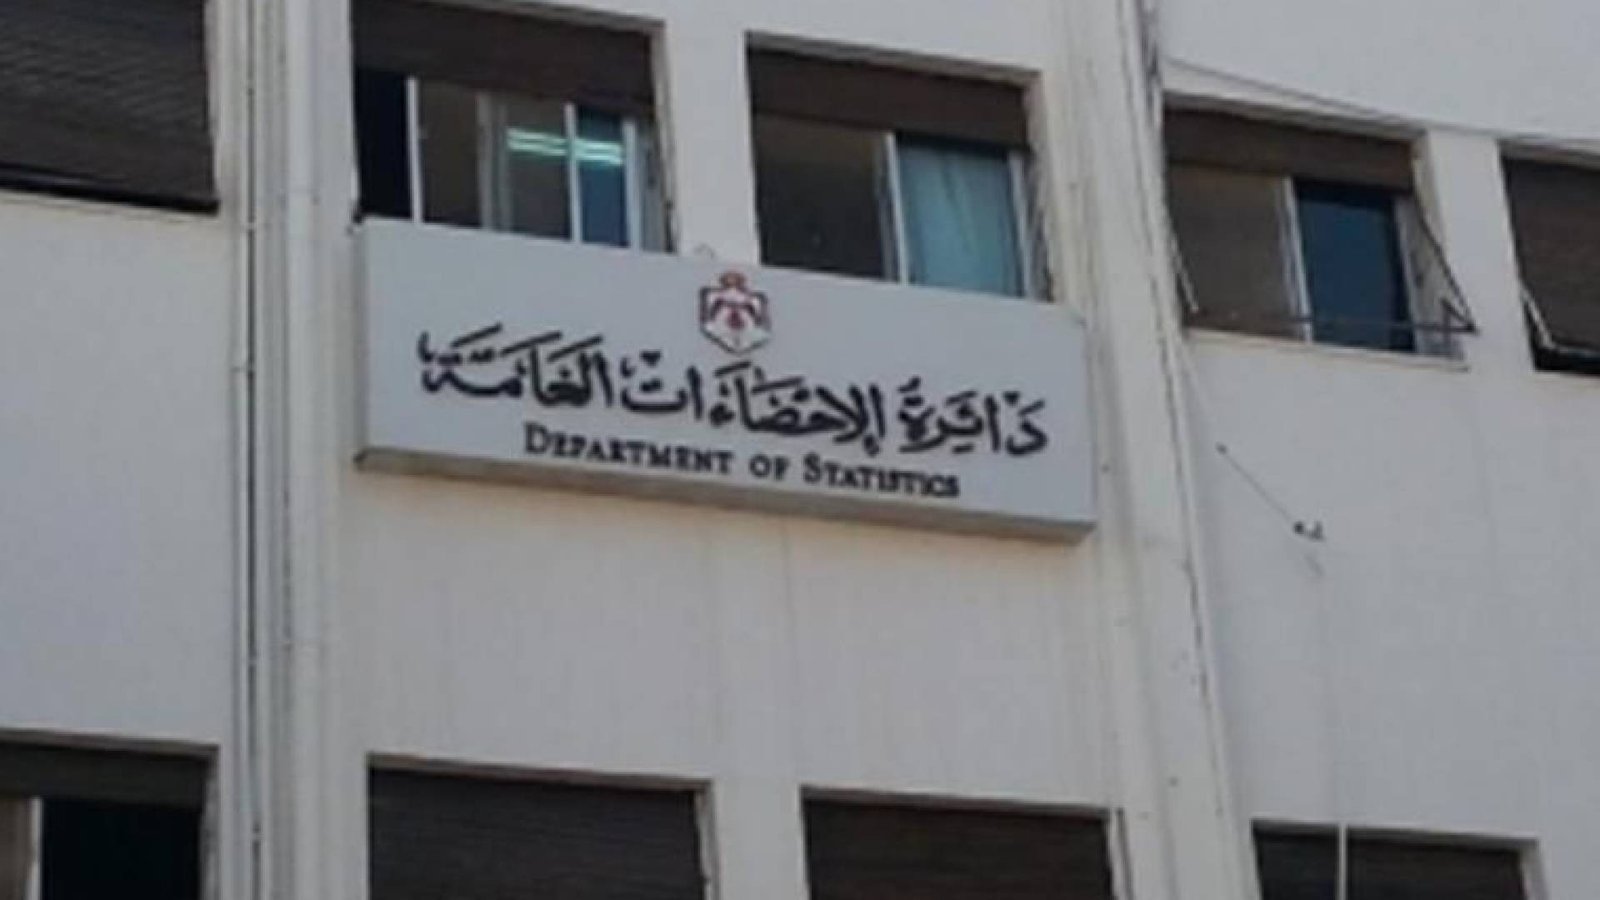 دائرة الإحصاءات العامة
DEPARTMENT OF STATISTICS